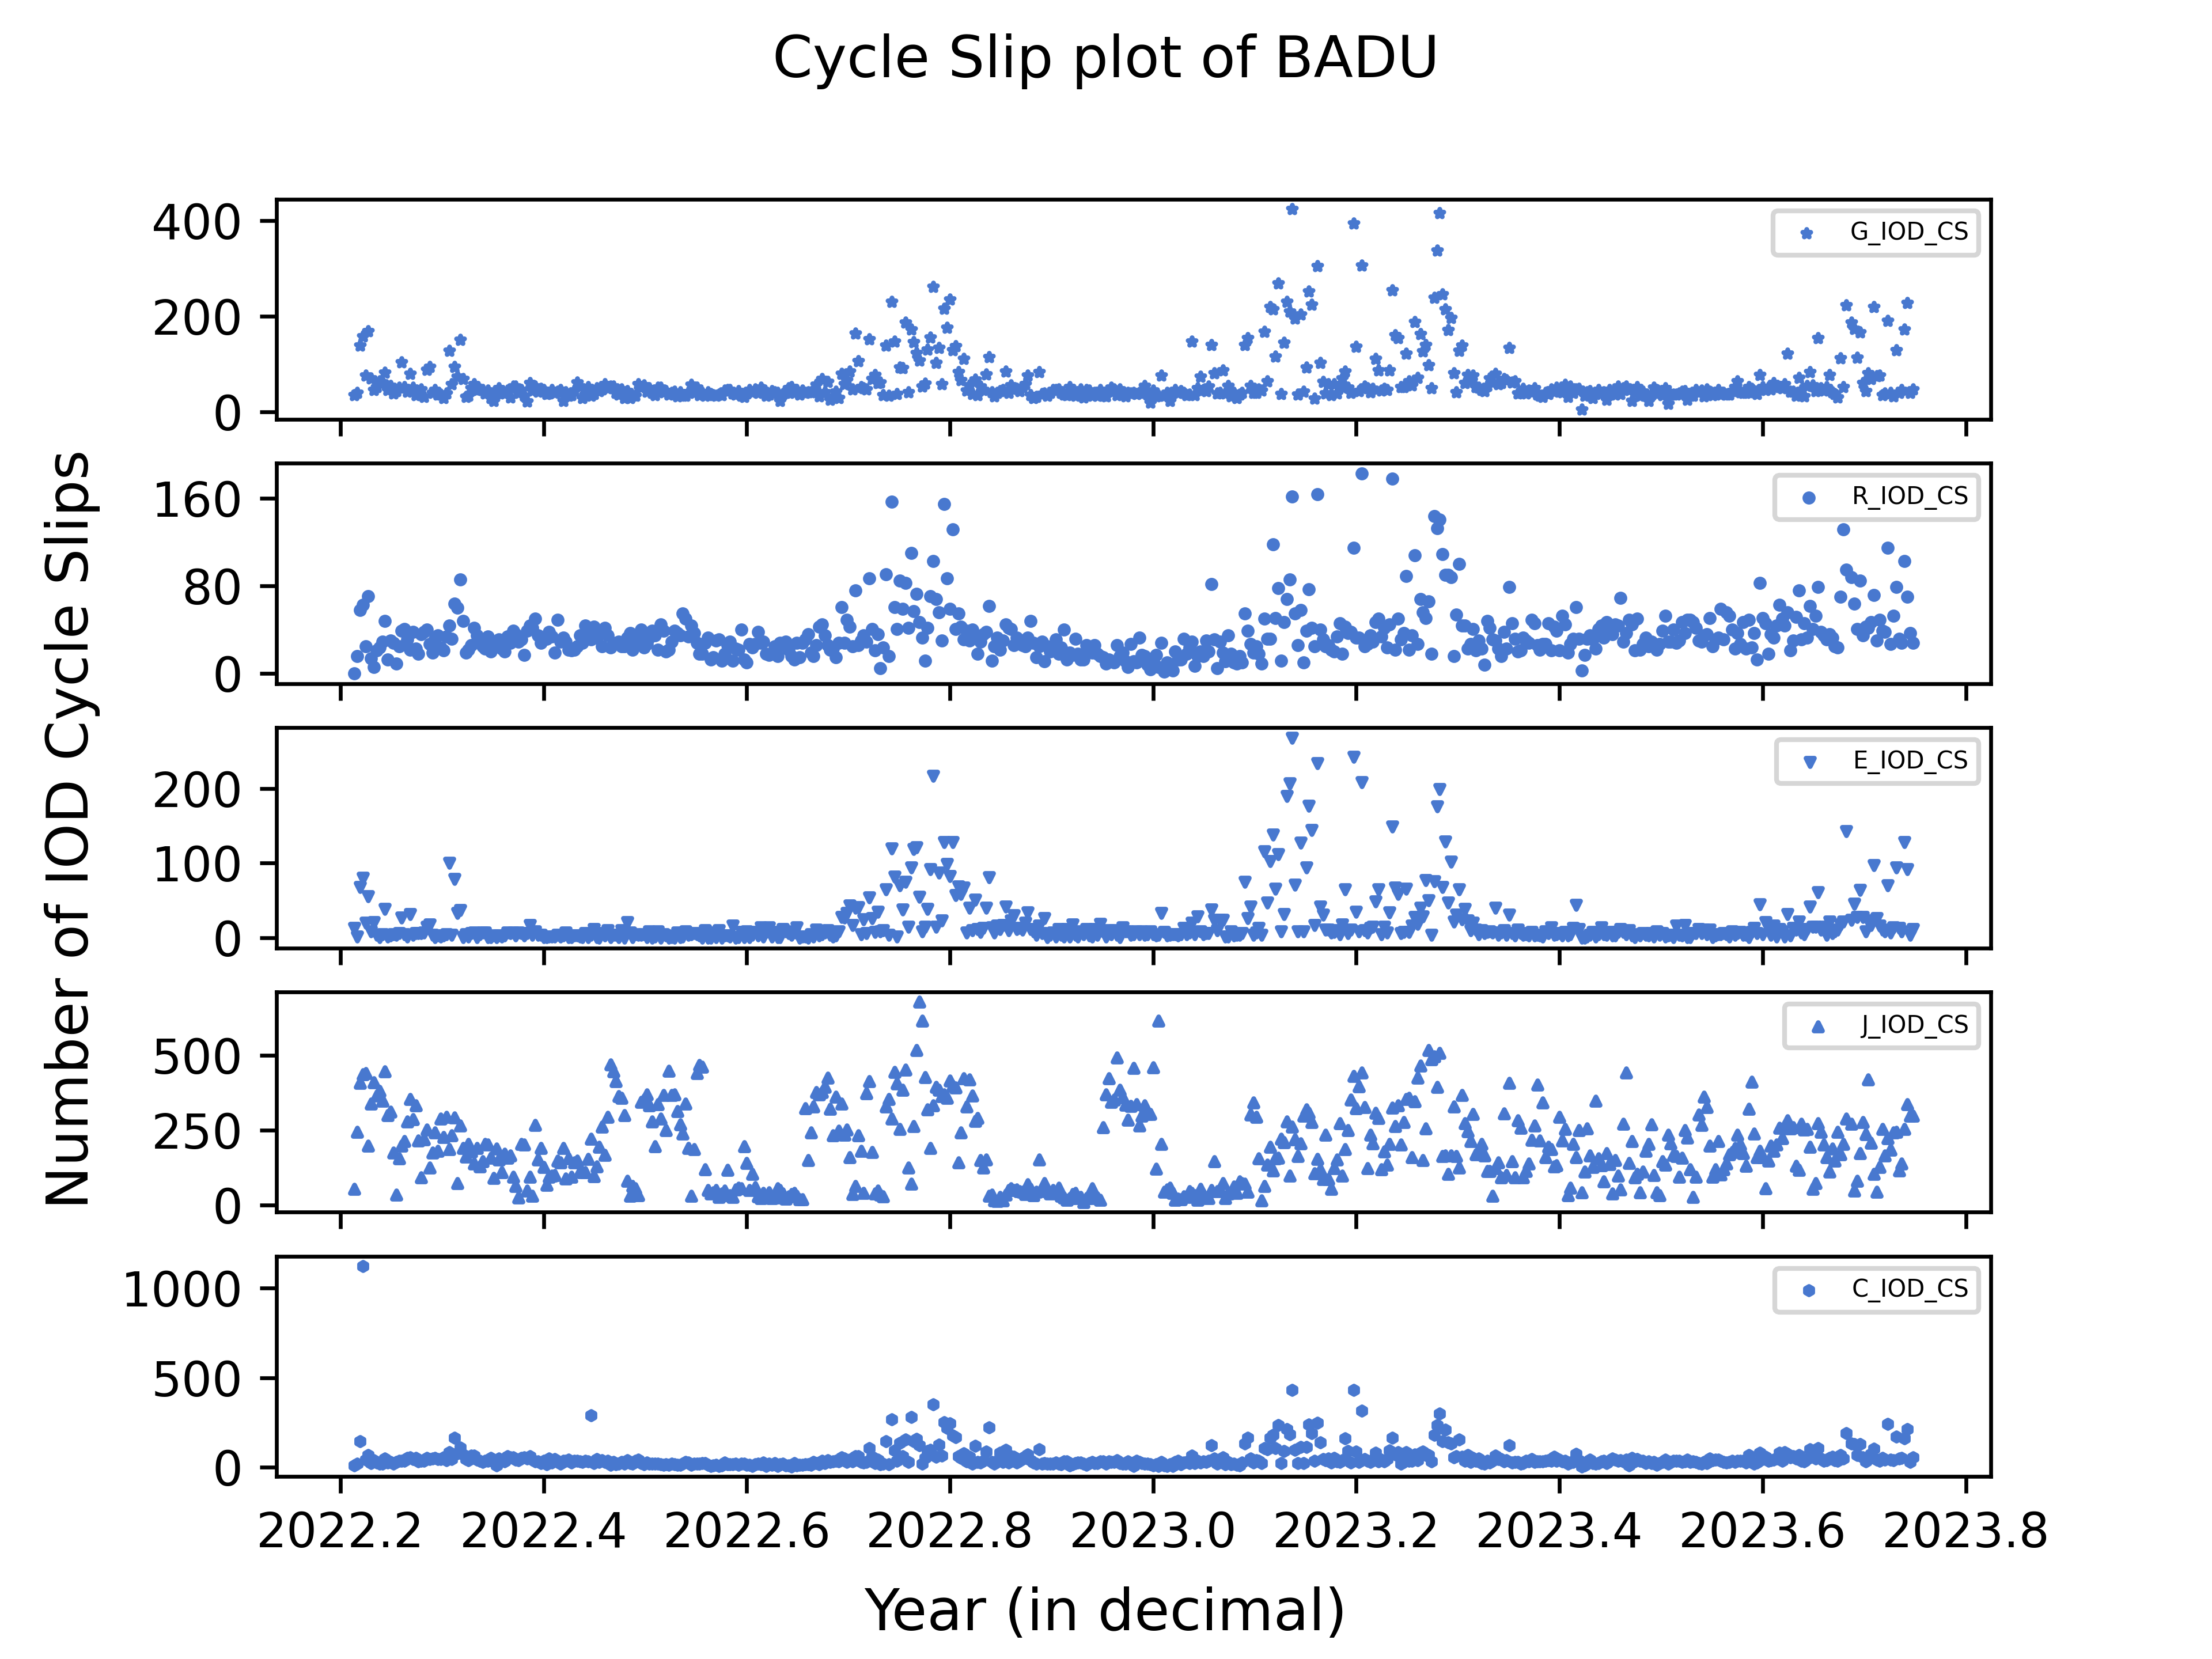 Cycle Slip plot of BADU
Number of IOD Cycle Slips
400
200
0
G_IOD_CS
160
80
0
R_IOD_CS
200
100
0
E_IOD_CS
500
250
0
J_IOD_CS
1000
500
0
C_IOD_CS
2022.2 2022.4 2022.6 2022.8 2023.0 2023.2 2023.4 2023.6 2023.8
Year (in decimal)